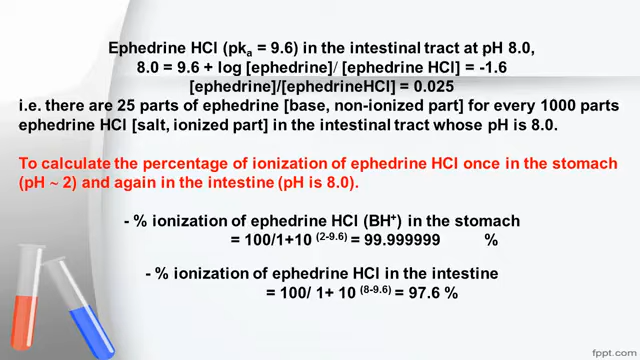 Ephedrine HCl (pka = 9.6) in the intestinal tract at pH 8.0,
8.0 = 9.6 + log [ephedrine]/ [ephedrine HCl] = -1.6
[ephedrine]/[ephedrineHCl] = 0.025
i.e. there are 25 parts of ephedrine [base, non-ionized part] for every 1000 parts
ephedrine HCl [salt, ionized part] in the intestinal tract whose pH is 8.0.
To calculate the percentage of ionization of ephedrine HCl once in the stomach
(pH ~ 2) and again in the intestine (pH is 8.0).
- % ionization of ephedrine HCl (BH⁺) in the stomach
= 100/1+10 ⁽²⁻⁹·⁶⁾ = 99.999999 %
- % ionization of ephedrine HCl in the intestine
= 100/ 1+ 10 ⁽⁸⁻⁹·⁶⁾ = 97.6 %
fppt.com